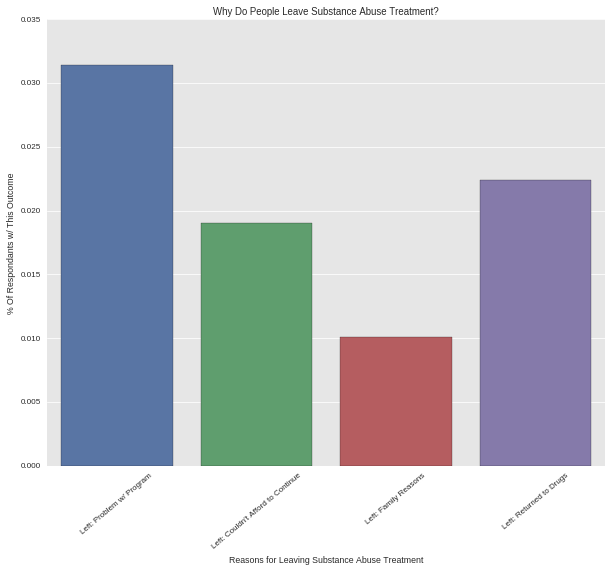 Why Do People Leave Substance Abuse Treatment?
0.035
0.030
0.025
0.020
0.015
0.010
0.005
0.000
% Of Respondants w/ This Outcome
Left: Problem w/ Program
Left: Couldn't Afford to Continue
Left: Family Reasons
Left: Returned to Drugs
Reasons for Leaving Substance Abuse Treatment